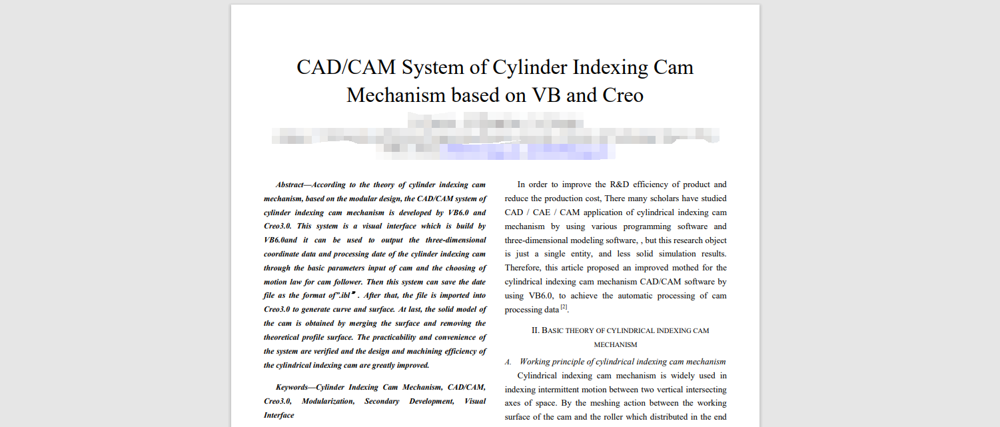 CAD/CAM System of Cylinder Indexing Cam
Mechanism based on VB and Creo
Abstract—According to the theory of cylinder indexing cam
mechanism, based on the modular design, the CAD/CAM system of
cylinder indexing cam mechanism is developed by VB6.0 and
Creo3.0. This system is a visual interface which is build by
VB6.0and it can be used to output the three-dimensional
coordinate data and processing date of the cylinder indexing cam
through the basic parameters input of cam and the choosing of
motion law for cam follower. Then this system can save the date
file as the format of”.ibl” . After that, the file is imported into
Creo3.0 to generate curve and surface. At last, the solid model of
the cam is obtained by merging the surface and removing the
theoretical profile surface. The practicability and convenience of
the system are verified and the design and machining efficiency of
the cylindrical indexing cam are greatly improved.
Keywords—Cylinder Indexing Cam Mechanism, CAD/CAM,
Creo3.0, Modularization, Secondary Development, Visual
Interface
In order to improve the R&D efficiency of product and
reduce the production cost, There many scholars have studied
CAD / CAE / CAM application of cylindrical indexing cam
mechanism by using various programming software and
three-dimensional modeling software, , but this research object
is just a single entity, and less solid simulation results.
Therefore, this article proposed an improved mothed for the
cylindrical indexing cam mechanism CAD/CAM software by
using VB6.0, to achieve the automatic processing of cam
processing data [2].
II. BASIC THEORY OF CYLINDRICAL INDEXING CAM
MECHANISM
A. Working principle of cylindrical indexing cam mechanism
Cylindrical indexing cam mechanism is widely used in
indexing intermittent motion between two vertical intersecting
axes of space. By the meshing action between the working
surface of the cam and the roller which distributed in the end